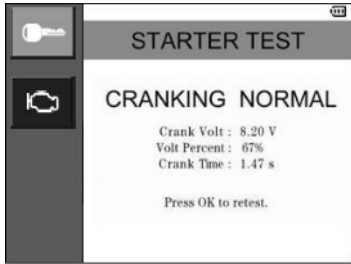 STARTER TEST
CRANKING NORMAL
Crank Volt : 8.20 V
Volt Percent : 67%
Crank Time : 1.47 s
Press OK to retest.